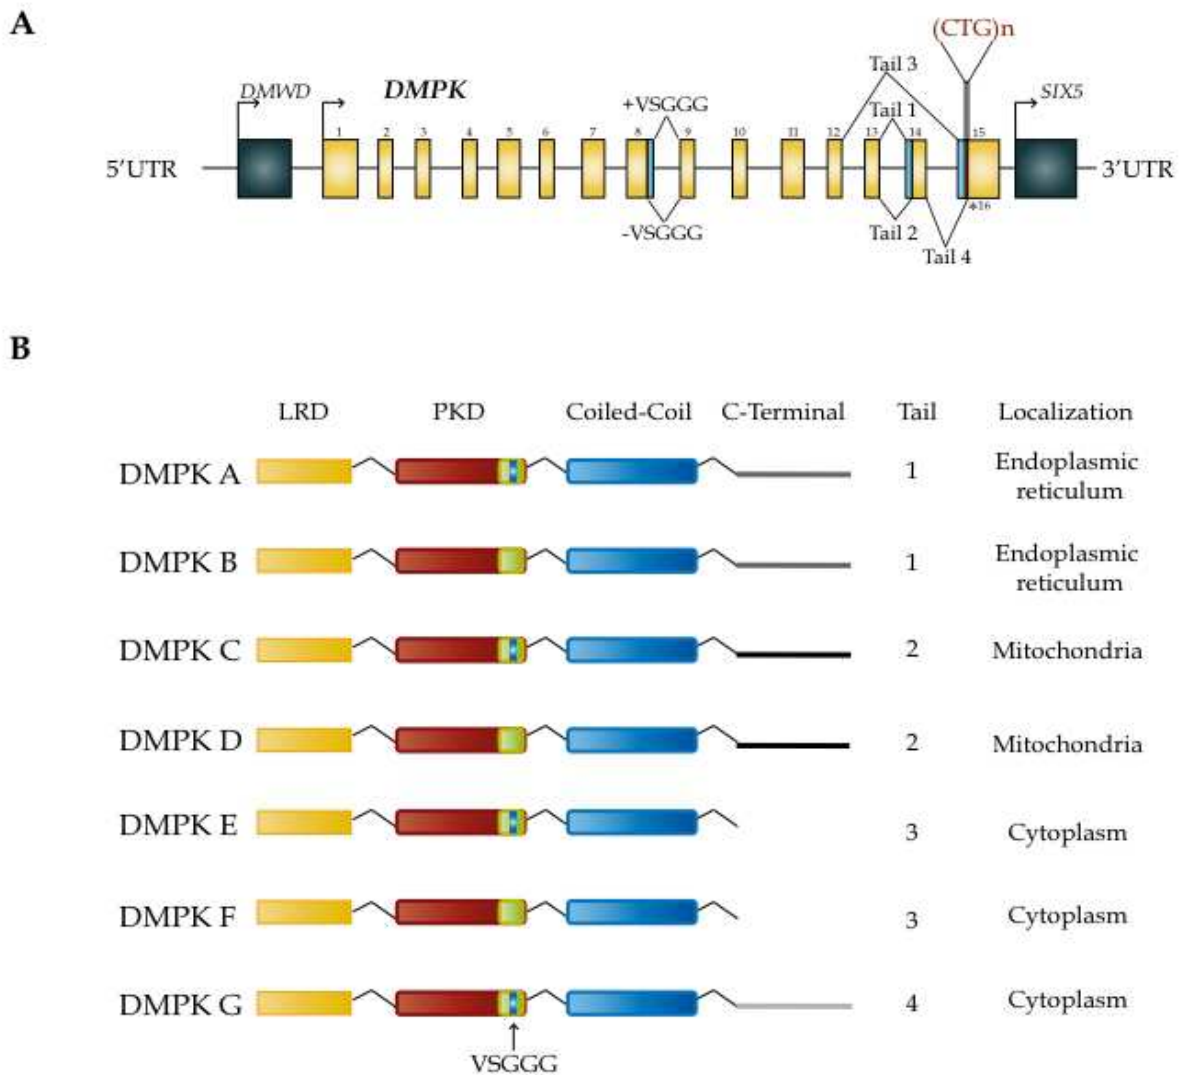 A
(CTG)n
Tail 3
DMWD
DMPK
+VSGGG
Tail 1
SIX5
1 2 3 4 5 6 7 8 9 10 11 12 13 14 15
5'UTR
3'UTR
*16
-VSGGG
Tail 2
Tail 4
B
LRD PKD Coiled-Coil C-Terminal Tail Localization
DMPK A 1 Endoplasmic
reticulum
DMPK B 1 Endoplasmic
reticulum
DMPK C 2 Mitochondria
DMPK D 2 Mitochondria
DMPK E 3 Cytoplasm
DMPK F 3 Cytoplasm
DMPK G 4 Cytoplasm
VSGGG